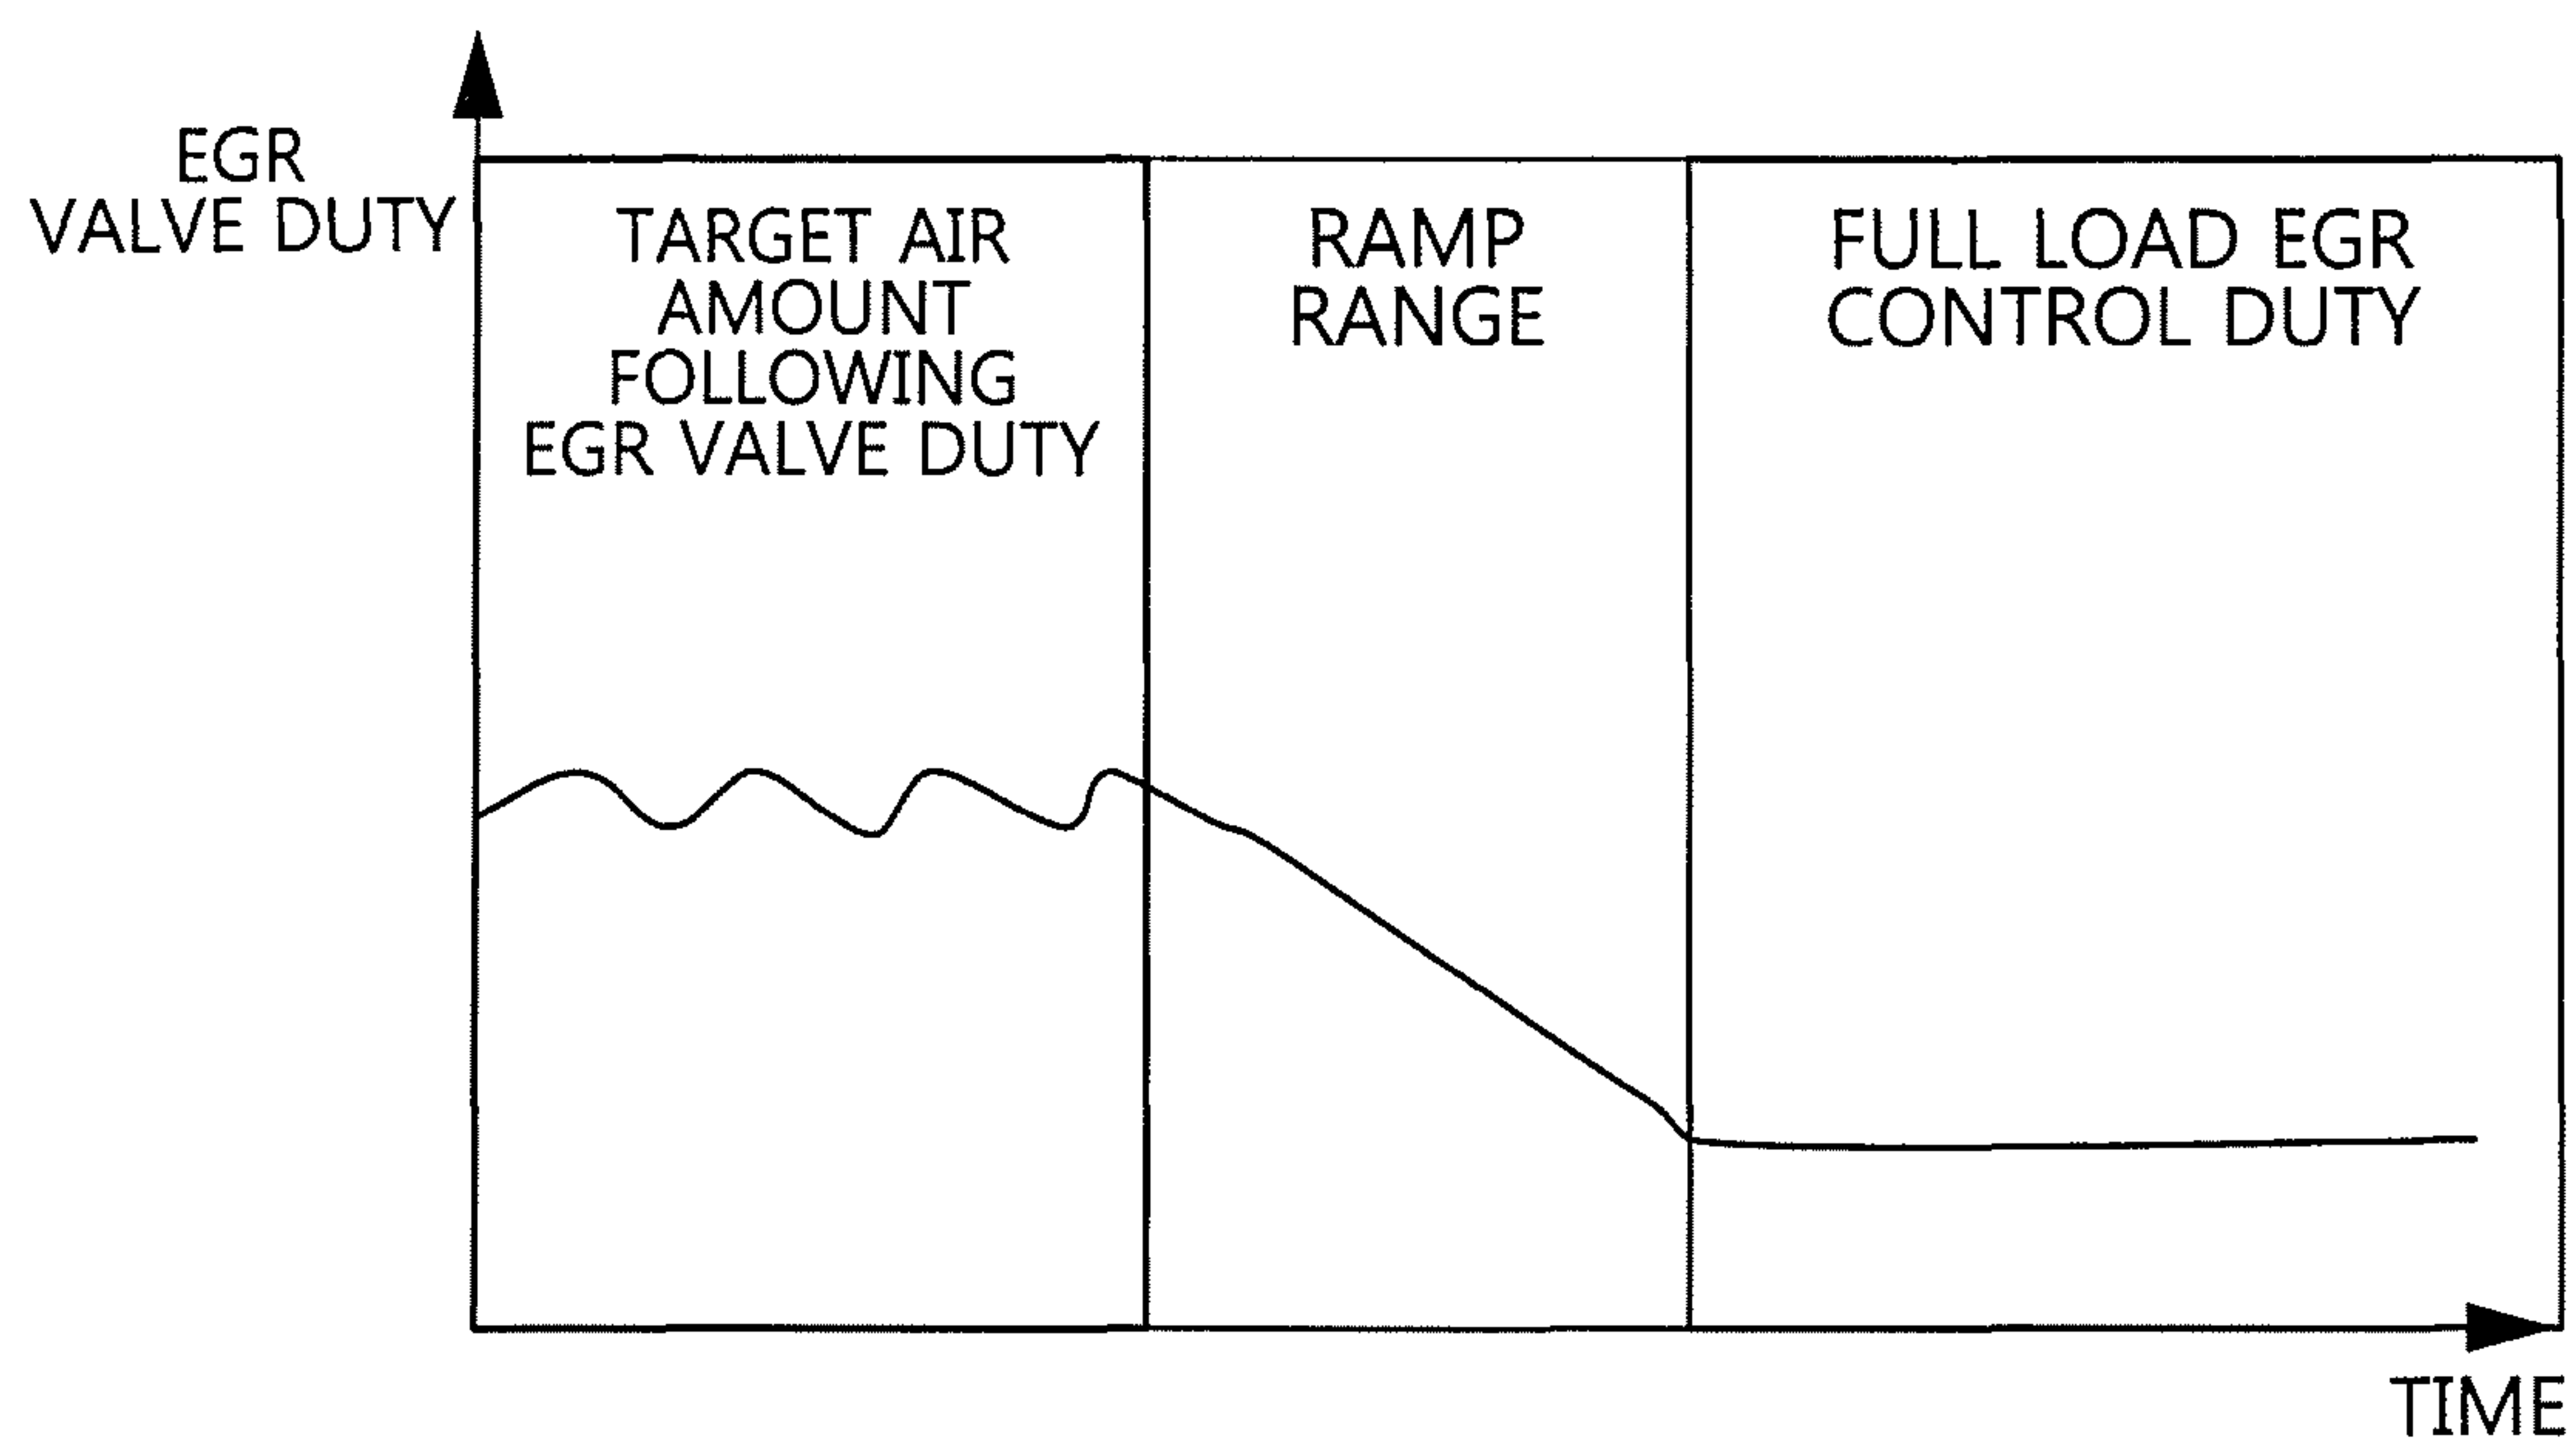 EGR
VALVE DUTY
TARGET AIR
AMOUNT
FOLLOWING
EGR VALVE DUTY
RAMP
RANGE
FULL LOAD EGR
CONTROL DUTY
TIME